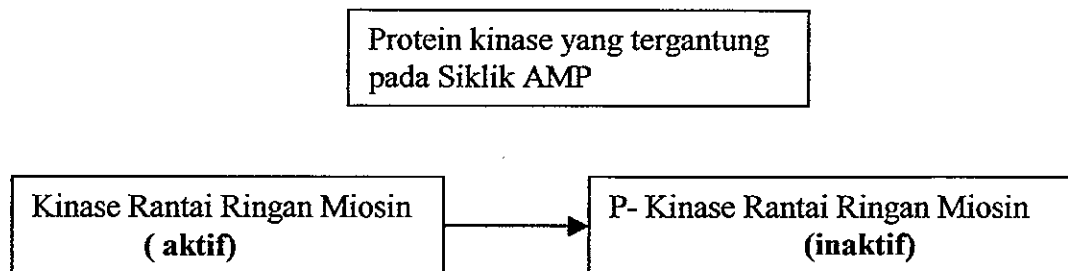 Protein kinase yang tergantung
pada Siklik AMP
Kinase Rantai Ringan Miosin
( aktif)
P- Kinase Rantai Ringan Miosin
(inaktif)